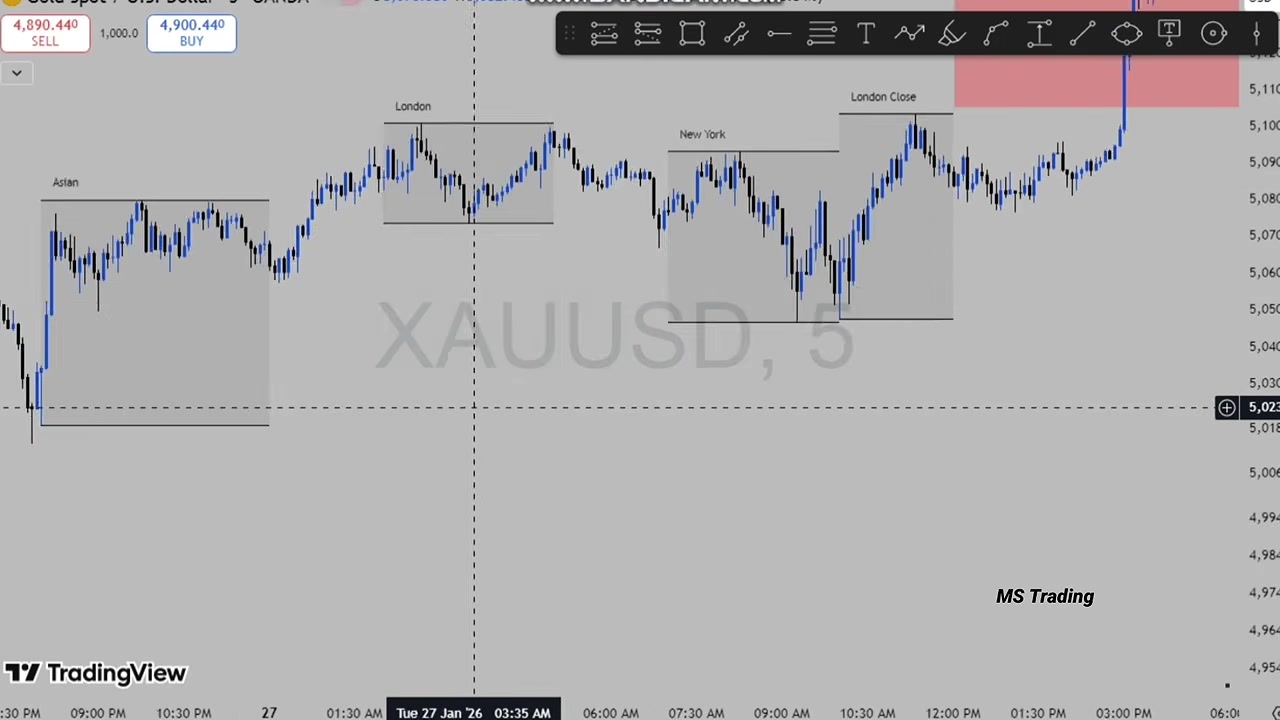 4,890.44⁰
SELL
1,000.0
4,900.44⁰
BUY
London Close
5,110
London
5,100
New York
5,090
Asian
5,080
5,070
5,060
XAUUSD, 5
5,050
5,040
5,030
5,023
5,018
5,006
4,994
4,984
MS Trading
4,974
4,964
TradingView
4,954
:30 PM 09:00 PM 10:30 PM 27 01:30 AM Tue 27 Jan '26 03:35 AM 06:00 AM 07:30 AM 09:00 AM 10:30 AM 12:00 PM 01:30 PM 03:00 PM